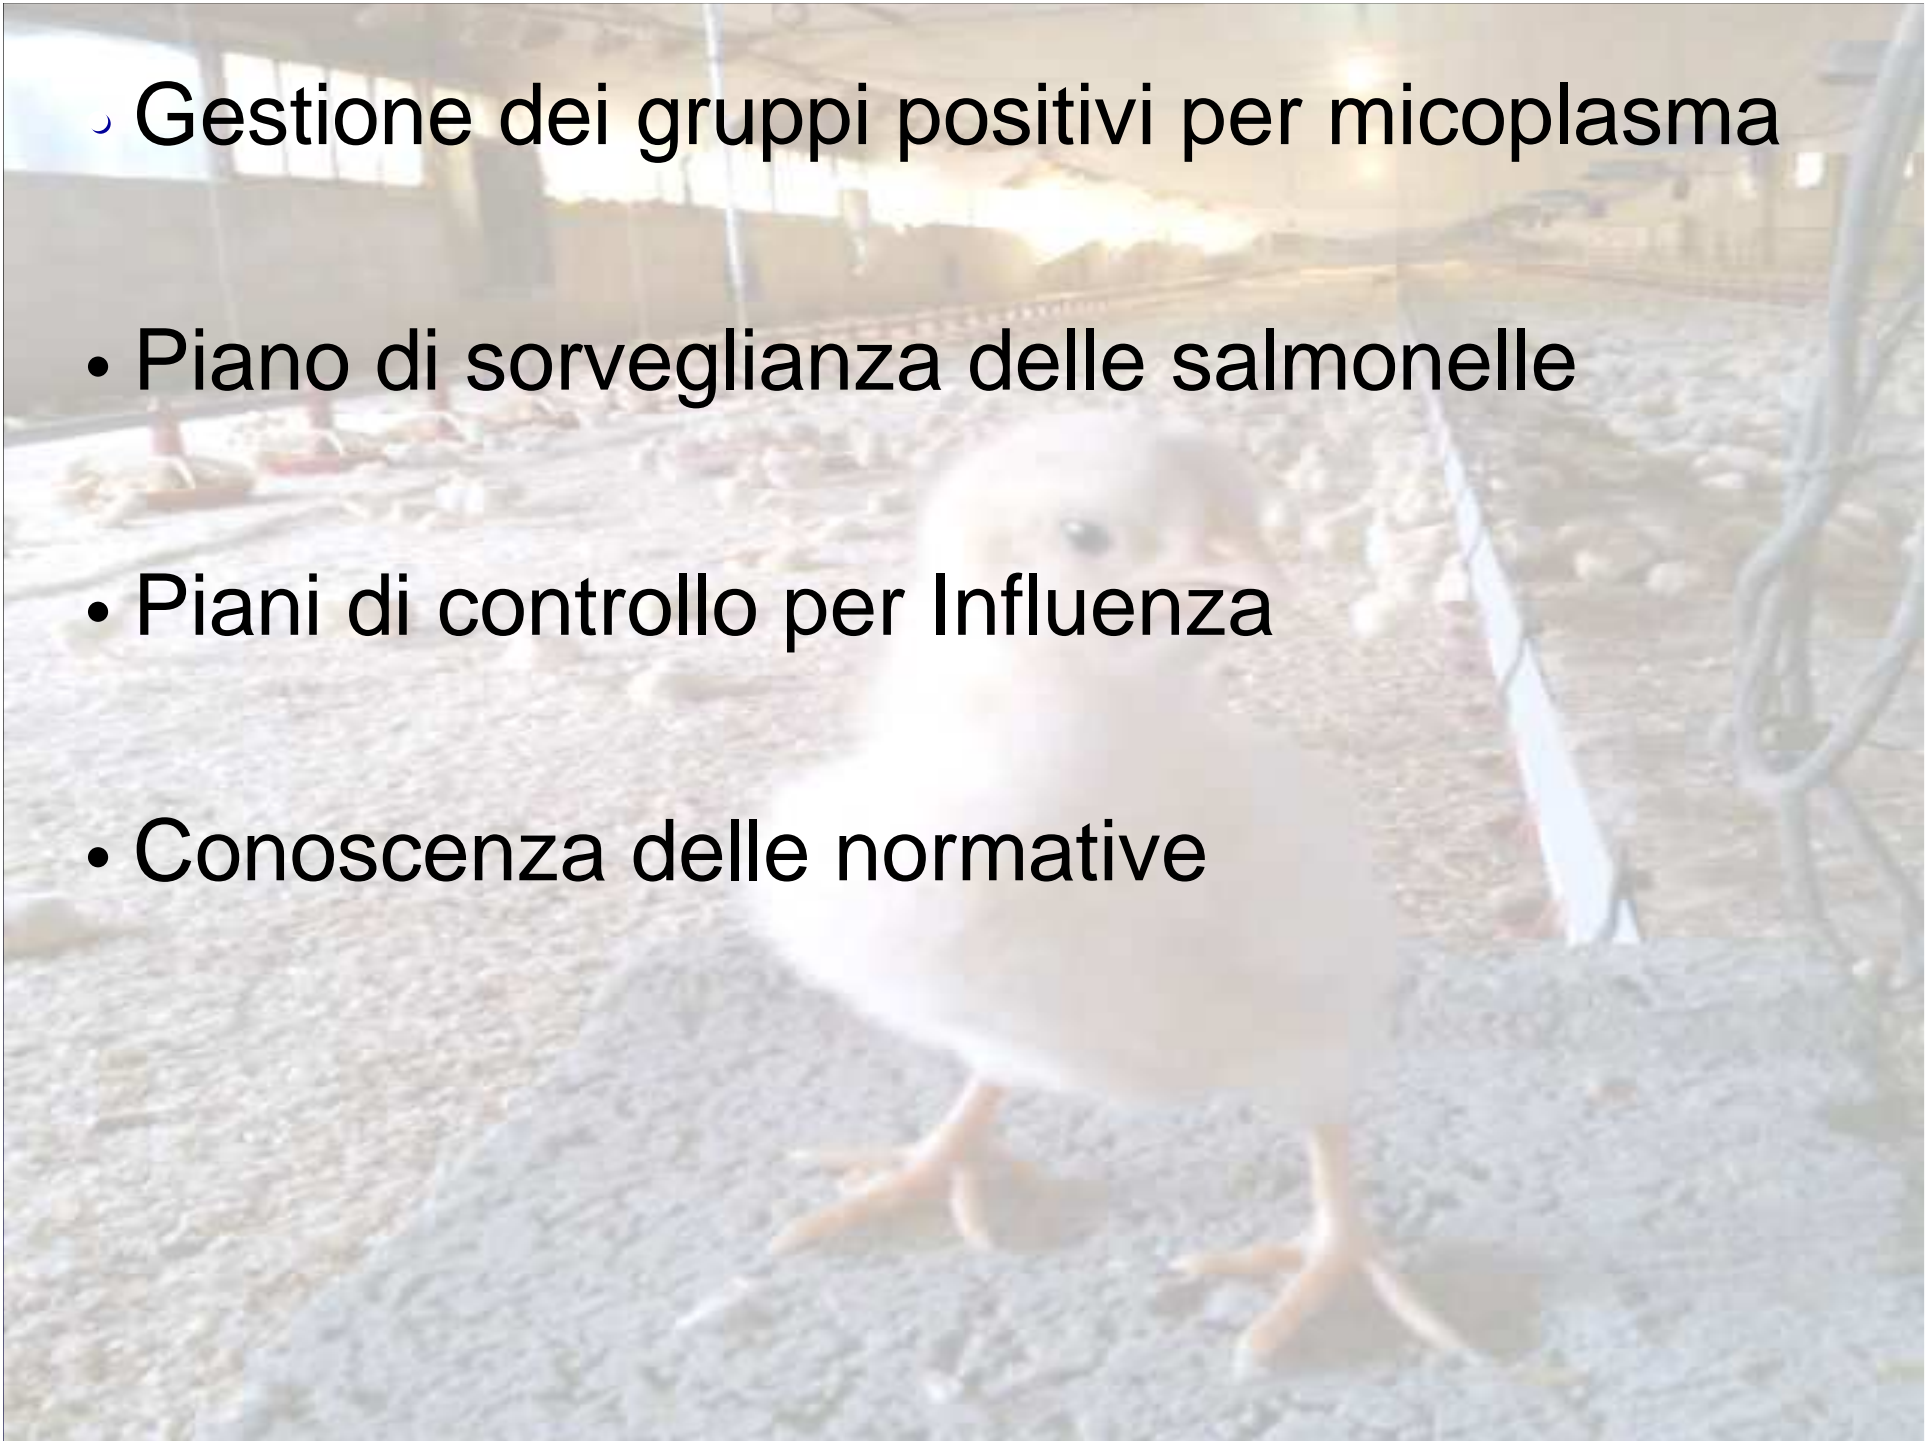 Gestione dei gruppi positivi per micoplasma
• Piano di sorveglianza delle salmonelle
• Piani di controllo per Influenza
• Conoscenza delle normative